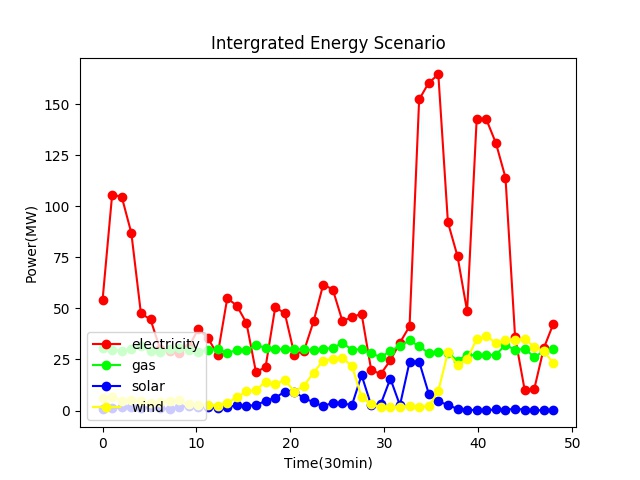 Intergrated Energy Scenario
Power(MW)
150
125
100
75
50
25
0
electricity
gas
solar
wind
0 10 20 30 40 50
Time(30min)